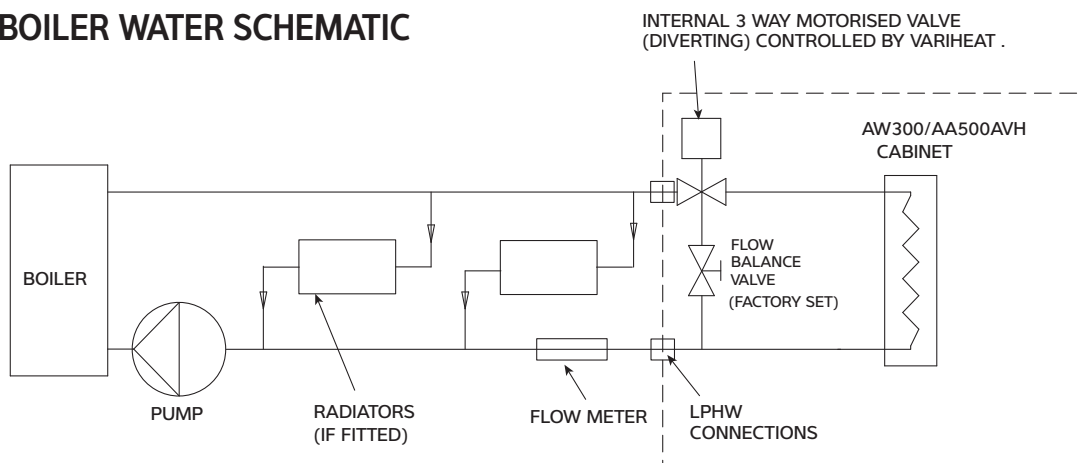 BOILER WATER SCHEMATIC
INTERNAL 3 WAY MOTORISED VALVE
(DIVERTING) CONTROLLED BY VARIHEAT .
AW300/AA500AVH
CABINET
BOILER
FLOW
BALANCE
VALVE
(FACTORY SET)
PUMP
RADIATORS
(IF FITTED)
FLOW METER
LPHW
CONNECTIONS